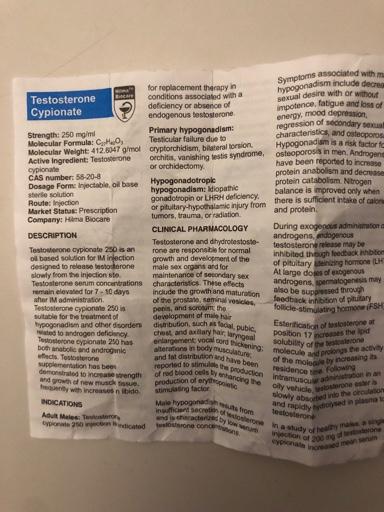 Testosterone
Cypionate
Hilma™
Biocare
Strength: 250 mg/ml
Molecular Formula: C₂₇H₄₀O₃
Molecular Weight: 412.6047 g/mol
Active Ingredient: Testosterone
cypionate
CAS number: 58-20-8
Dosage Form: Injectable, oil base
sterile solution
Route: Injection
Market Status: Prescription
Company: Hilma Biocare
DESCRIPTION
Testosterone cypionate 250 is an
oil based solution for IM injection
designed to release testosterone
slowly from the injection site.
Testosterone serum concentrations
remain elevated for 7 – 10 days
after IM administration.
Testosterone cypionate 250 is
suitable for the treatment of
hypogonadism and other disorders
related to androgen deficiency.
Testosterone cypionate 250 has
both anabolic and androgenic
effects. Testosterone
supplementation has been
demonstrated to increase strength
and growth of new muscle tissue,
frequently with increases in libido.
INDICATIONS
Adult Males: Testosterone
cypionate 250 injection is indicated
for replacement therapy in
conditions associated with a
deficiency or absence of
endogenous testosterone.
Primary hypogonadism:
Testicular failure due to
cryptorchidism, bilateral torsion,
orchitis, vanishing testis syndrome,
or orchidectomy.
Hypogonadotropic
hypogonadism: Idiopathic
gonadotropin or LHRH deficiency,
or pituitary-hypothalamic injury from
tumors, trauma, or radiation.
CLINICAL PHARMACOLOGY
Testosterone and dihydrotestoste-
rone are responsible for normal
growth and development of the
male sex organs and for
maintenance of secondary sex
characteristics. These effects
include the growth and maturation
of the prostate, seminal vesicles,
penis, and scrotum; the
development of male hair
distribution, such as facial, pubic,
chest, and axillary hair; laryngeal
enlargement; vocal cord thickening;
alterations in body musculature;
and fat distribution and have been
reported to stimulate the production
of red blood cells by enhancing the
production of erythropoietic
stimulating factor.
Male hypogonadism results from
insufficient secretion of testosterone
and is characterized by low serum
testosterone concentrations.
Symptoms associated with m
hypogonadism include decrea
sexual desire with or without
impotence, fatigue and loss of
energy, mood depression,
regression of secondary sexual
characteristics, and osteoporos
Hypogonadism is a risk factor fo
osteoporosis in men. Androgens
have been reported to increase
protein anabolism and decrease
protein catabolism. Nitrogen
balance is improved only when
there is sufficient intake of calori
and protein.
During exogenous administration o
androgens, endogenous
testosterone release may be
inhibited through feedback inhibition
of pituitary luteinizing hormone (LH
At large doses of exogenous
androgens, spermatogenesis may
also be suppressed through
feedback inhibition of pituitary
follicle-stimulating hormone (FSH
Esterification of testosterone at
position 17 increases the lipid
solubility of the testosterone
molecule and prolongs the activity
of the molecule by increasing its
residence time. Following
intramuscular administration in an
oily vehicle, testosterone ester is
slowly absorbed into the circulation
and rapidly hydrolysed in plasma to
testosterone.
In a study of healthy males, a single
injection of 200 mg of testosterone
cypionate increased mean serum